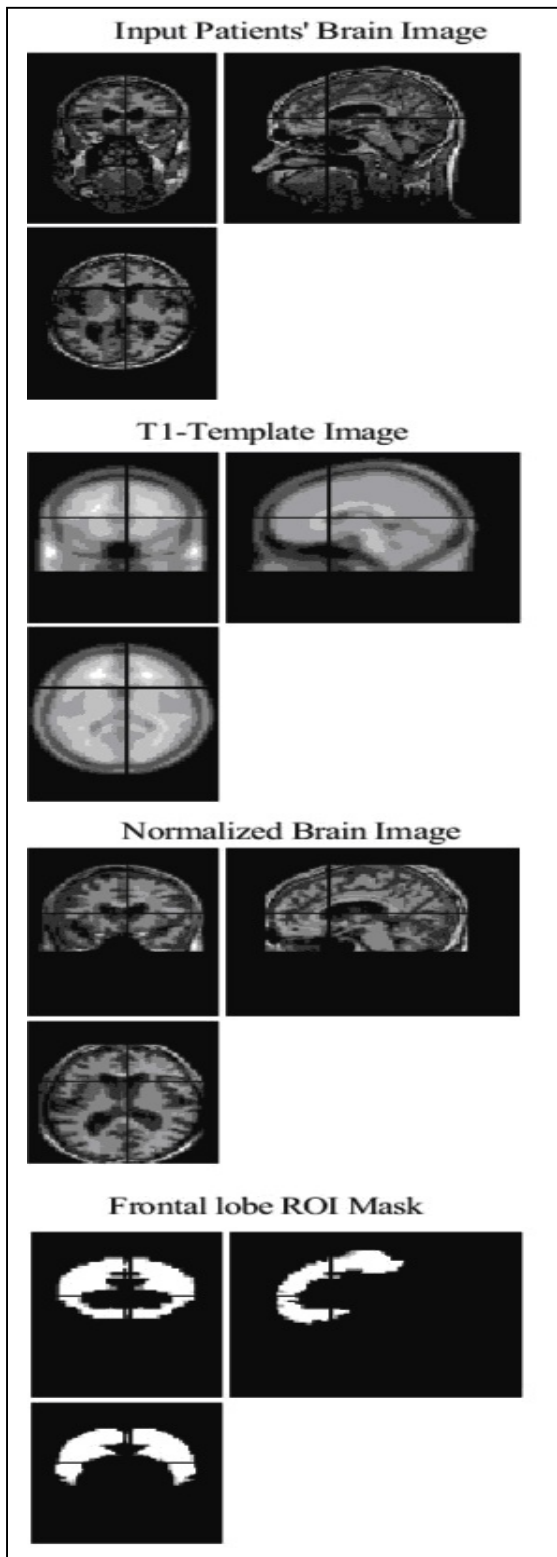 Input Patients' Brain Image
T1-Template Image
Normalized Brain Image
Frontal lobe ROI Mask